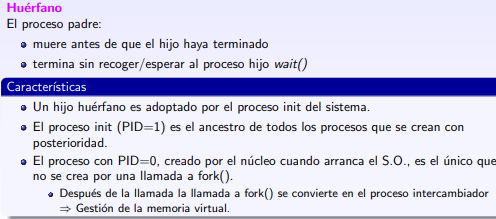 Huérfano
El proceso padre:
muere antes de que el hijo haya terminado
termina sin recoger/esperar al proceso hijo wait()
Características
Un hijo huérfano es adoptado por el proceso init del sistema.
El proceso init (PID=1) es el ancestro de todos los procesos que se crean con
posterioridad.
El proceso con PID=0, creado por el núcleo cuando arranca el S.O., es el único que
no se crea por una llamada a fork().
Después de la llamada la llamada a fork() se convierte en el proceso intercambiador
⇒ Gestión de la memoria virtual.